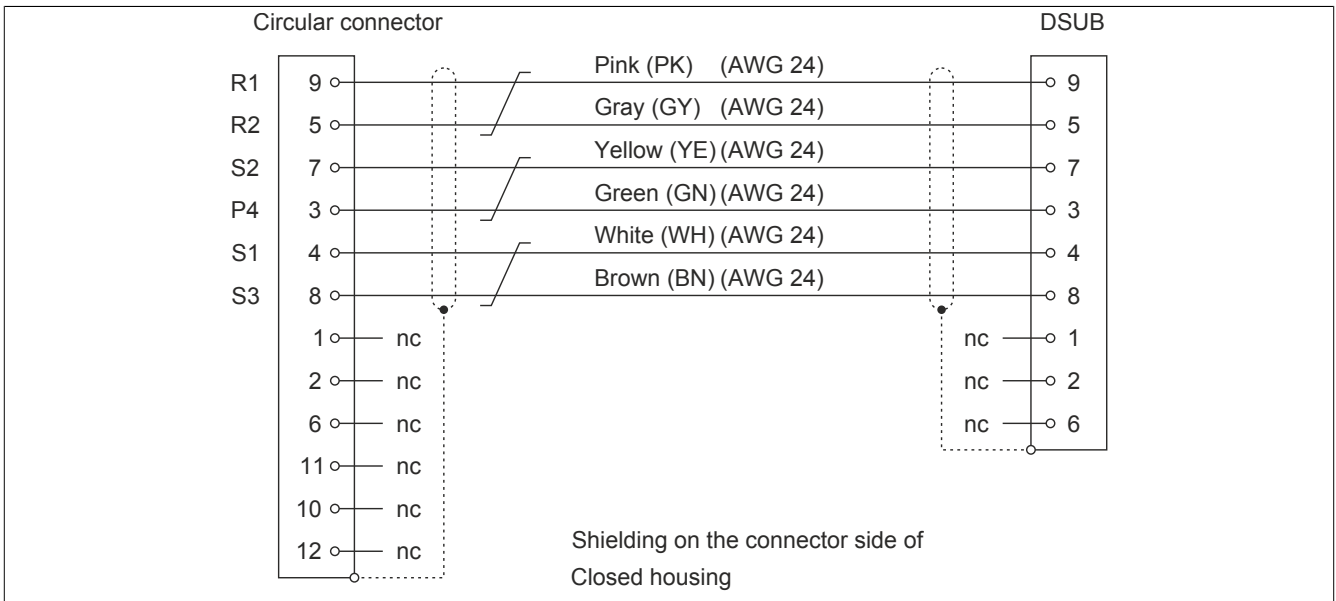 Circular connector DSUB
R1 9 Pink (PK) (AWG 24) 9
R2 5 Gray (GY) (AWG 24) 5
S2 7 Yellow (YE) (AWG 24) 7
P4 3 Green (GN) (AWG 24) 3
S1 4 White (WH) (AWG 24) 4
S3 8 Brown (BN) (AWG 24) 8
1 nc nc 1
2 nc nc 2
6 nc nc 6
11 nc
10 nc
12 nc
Shielding on the connector side of
Closed housing